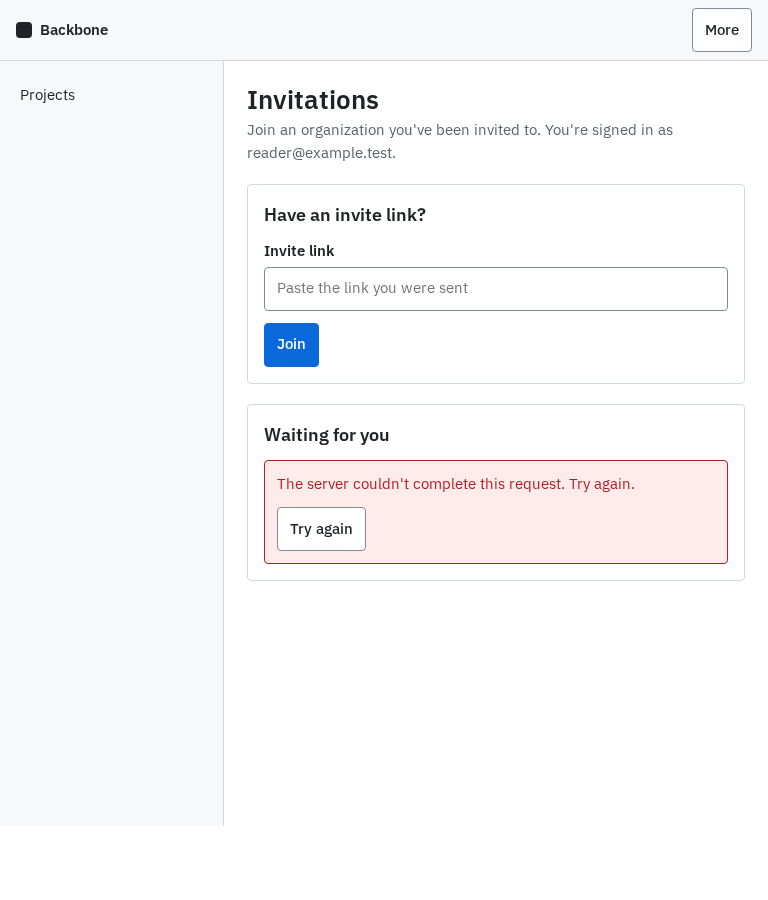 Backbone
More
Projects
Invitations
Join an organization you've been invited to. You're signed in as
reader@example.test.
Have an invite link?
Invite link
Paste the link you were sent
Join
Waiting for you
The server couldn't complete this request. Try again.
Try again